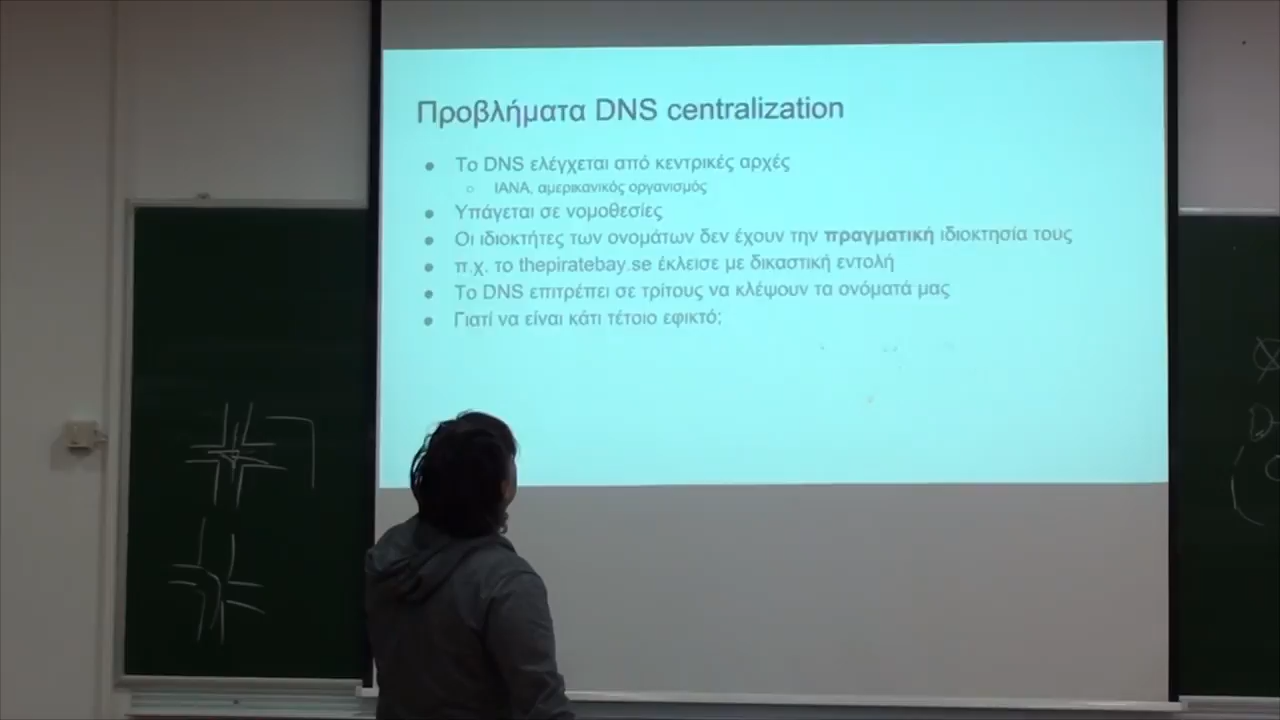 Προβλήματα DNS centralization
● Το DNS ελέγχεται από κεντρικές αρχές
○ IANA, αμερικανικός οργανισμός
● Υπάγεται σε νομοθεσίες
● Οι ιδιοκτήτες των ονομάτων δεν έχουν την πραγματική ιδιοκτησία τους
● π.χ. το thepiratebay.se έκλεισε με δικαστική εντολή
● Το DNS επιτρέπει σε τρίτους να κλέψουν τα ονόματά μας
● Γιατί να είναι κάτι τέτοιο εφικτό;